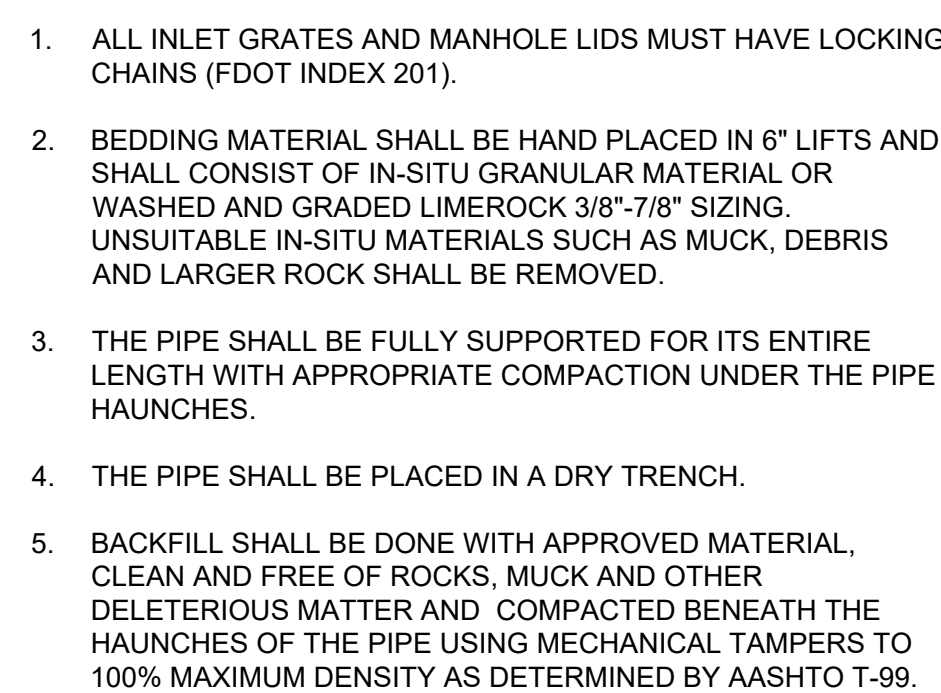 1. ALL INLET GRATES AND MANHOLE LIDS MUST HAVE LOCKING
CHAINS (FDOT INDEX 201).
2. BEDDING MATERIAL SHALL BE HAND PLACED IN 6" LIFTS AND
SHALL CONSIST OF IN-SITU GRANULAR MATERIAL OR
WASHED AND GRADED LIMEROCK 3/8"-7/8" SIZING.
UNSUITABLE IN-SITU MATERIALS SUCH AS MUCK, DEBRIS
AND LARGER ROCK SHALL BE REMOVED.
3. THE PIPE SHALL BE FULLY SUPPORTED FOR ITS ENTIRE
LENGTH WITH APPROPRIATE COMPACTION UNDER THE PIPE
HAUNCHES.
4. THE PIPE SHALL BE PLACED IN A DRY TRENCH.
5. BACKFILL SHALL BE DONE WITH APPROVED MATERIAL,
CLEAN AND FREE OF ROCKS, MUCK AND OTHER
DELETERIOUS MATTER AND  COMPACTED BENEATH THE
HAUNCHES OF THE PIPE USING MECHANICAL TAMPERS TO
100% MAXIMUM DENSITY AS DETERMINED BY AASHTO T-99.